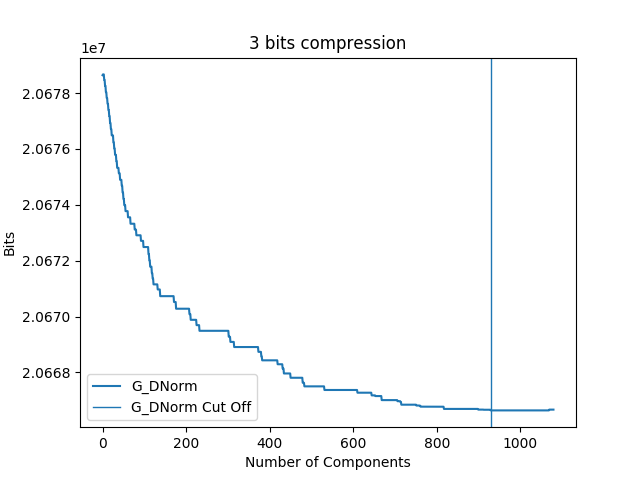 3 bits compression
1e7
2.0678
2.0676
2.0674
2.0672
2.0670
2.0668
Bits
G_DNorm
G_DNorm Cut Off
0 200 400 600 800 1000
Number of Components